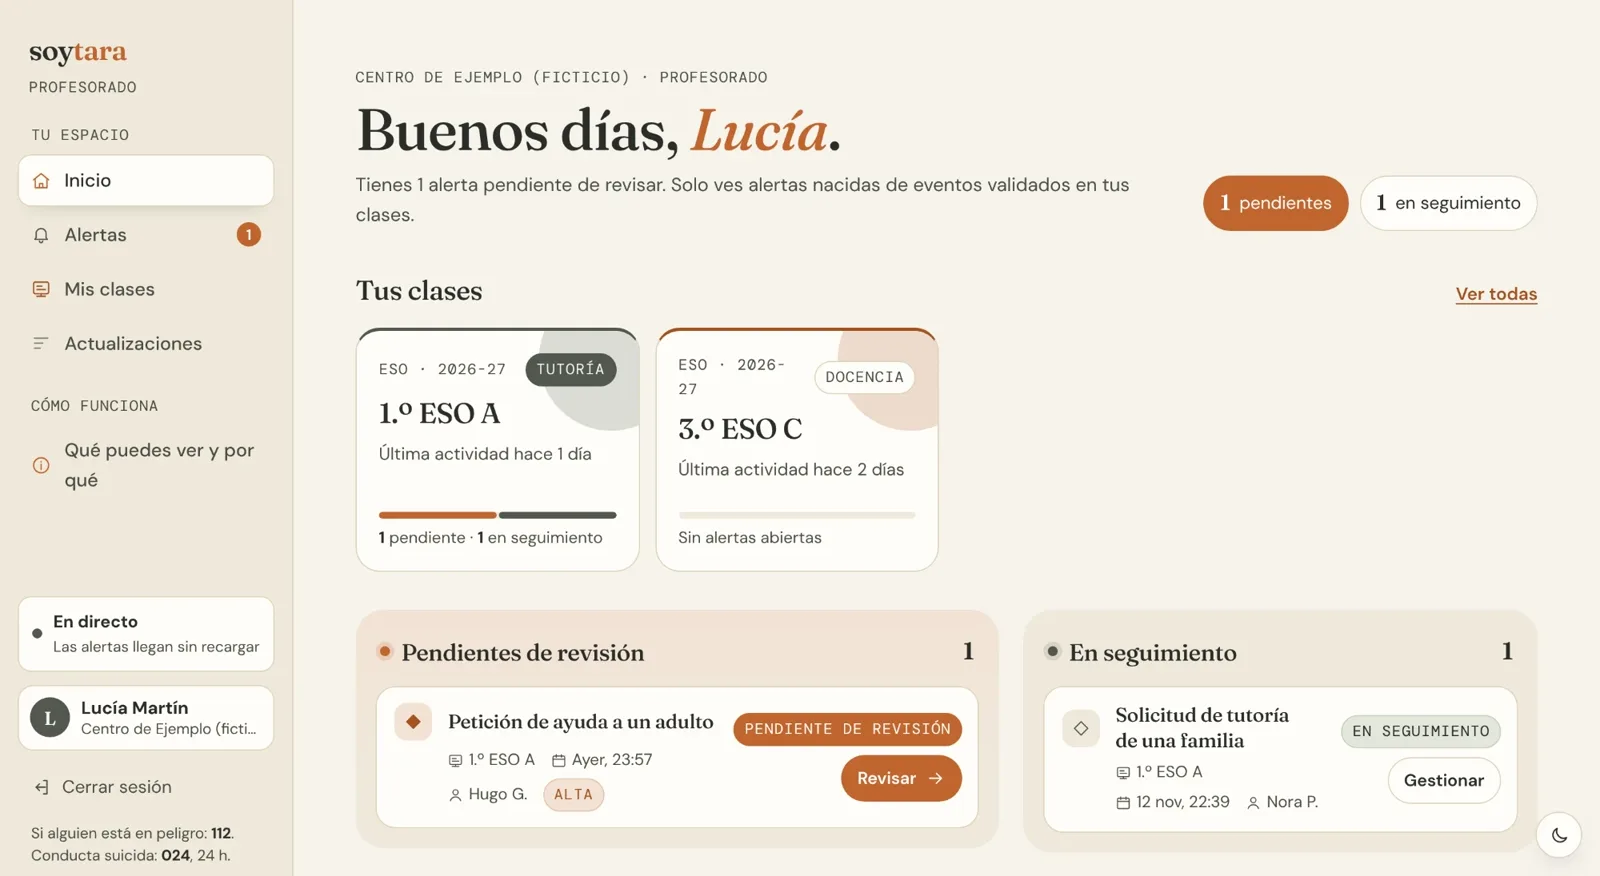 soytara
PROFESORADO
TU ESPACIO
Inicio
Alertas
1
Mis clases
Actualizaciones
CÓMO FUNCIONA
Qué puedes ver y por
qué
En directo
Las alertas llegan sin recargar
L
Lucía Martín
Centro de Ejemplo (ficti...
Cerrar sesión
Si alguien está en peligro: 112.
Conducta suicida: 024, 24 h.
CENTRO DE EJEMPLO (FICTICIO) · PROFESORADO
Buenos días, Lucía.
Tienes 1 alerta pendiente de revisar. Solo ves alertas nacidas de eventos validados en tus
clases.
1 pendientes
1 en seguimiento
Tus clases
Ver todas
ESO · 2026-27
TUTORÍA
1.º ESO A
Última actividad hace 1 día
1 pendiente · 1 en seguimiento
ESO · 2026-
27
DOCENCIA
3.º ESO C
Última actividad hace 2 días
Sin alertas abiertas
Pendientes de revisión
1
Petición de ayuda a un adulto
PENDIENTE DE REVISIÓN
1.º ESO A
Ayer, 23:57
Hugo G.
ALTA
Revisar →
En seguimiento
1
Solicitud de tutoría
de una familia
EN SEGUIMIENTO
1.º ESO A
12 nov, 22:39
Nora P.
Gestionar